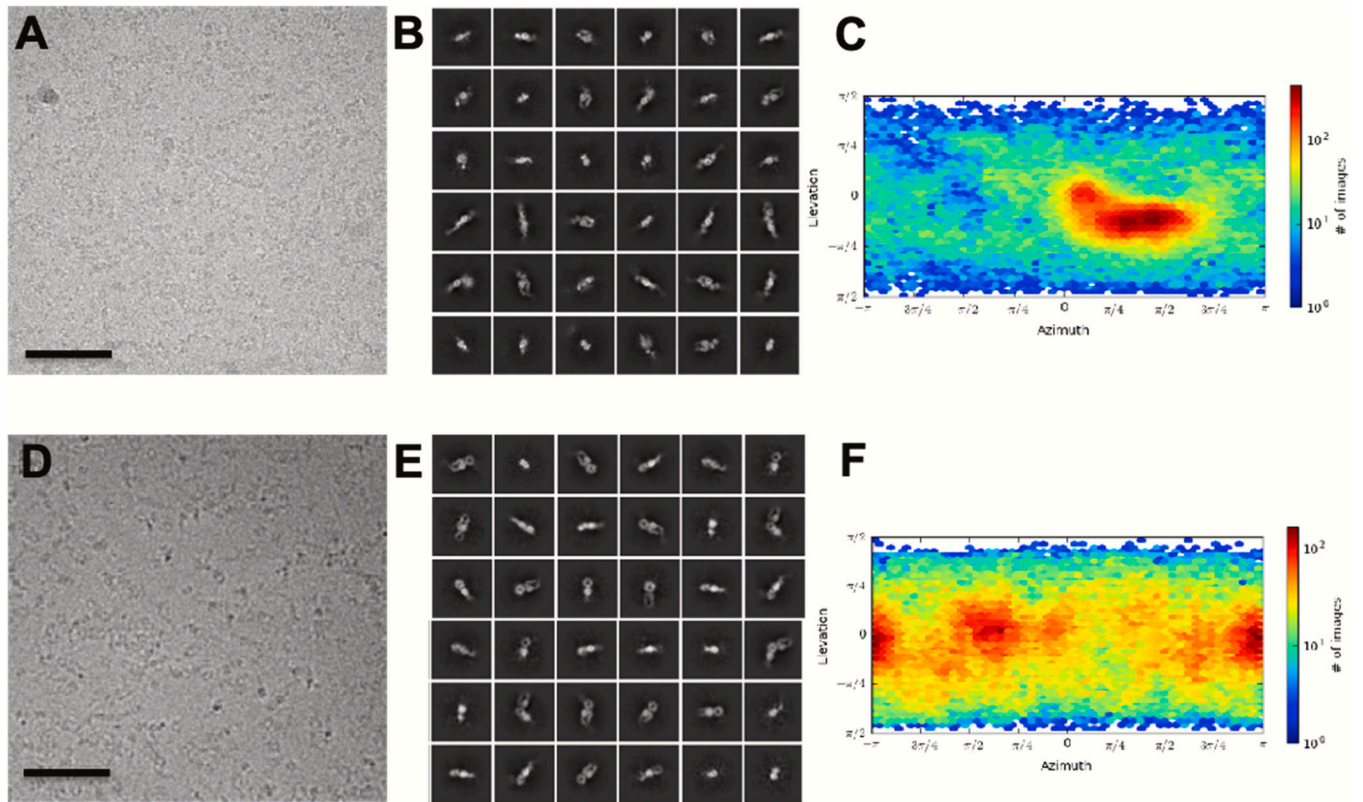 A
B
C
π/2
π/4
0
−π/4
π/2
Elevation
−π
3π/4
π/2
π/4
0
π/4
π/2
3π/4
π
Azimuth
10²
10¹
10⁰
# of images
D
E
F
π/2
π/4
0
−π/4
π/2
Elevation
−π
3π/4
π/2
π/4
0
π/4
π/2
3π/4
π
Azimuth
10²
10¹
10⁰
# of images